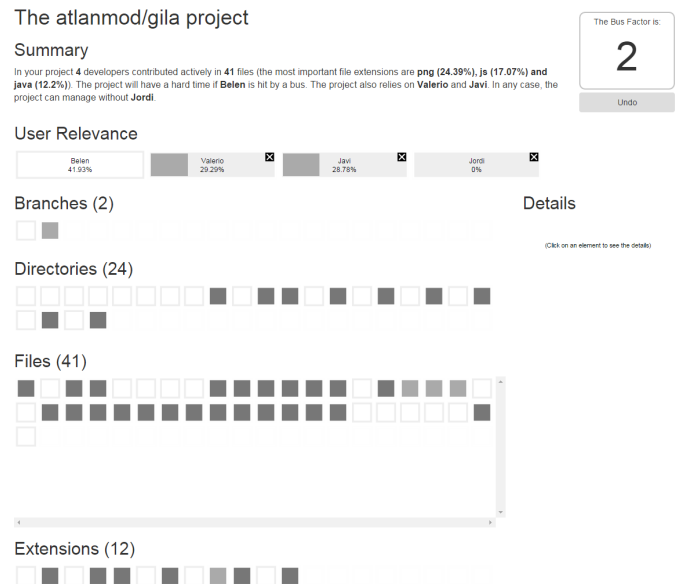 The atlanmod/gila project
The Bus Factor is:
2
Undo
Summary
In your project 4 developers contributed actively in 41 files (the most important file extensions are png (24.39%), js (17.07%) and
java (12.2%)). The project will have a hard time if Belen is hit by a bus. The project also relies on Valerio and Javi. In any case, the
project can manage without Jordi.
User Relevance
Belen
41.93%
Valerio
29.29%
Javi
28.78%
Jordi
0%
Branches (2)
Details
(Click on an element to see the details)
Directories (24)
Files (41)
Extensions (12)